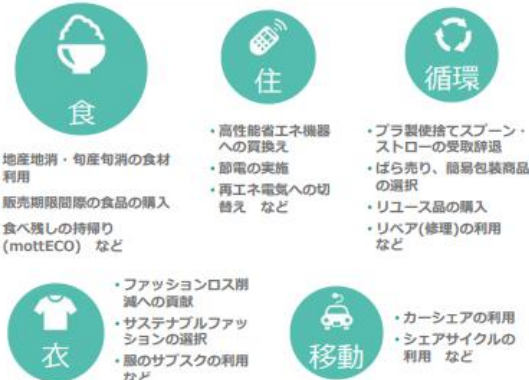 食
地産地消・旬産旬消の食材
利用
販売期限間際の食品の購入
食べ残しの持帰り
(mottECO) など
住
・高性能省エネ機器
への買換え
・節電の実施
・再エネ電気への切
替え など
循環
・プラ製使捨てスプーン・
ストローの受取辞退
・ばら売り、簡易包装商品
の選択
・リユース品の購入
・リペア(修理)の利用
など
衣
・ファッションロス削
減への貢献
・サステナブルファッ
ションの選択
・服のサブスクの利用
など
移動
・カーシェアの利用
・シェアサイクルの
利用 など